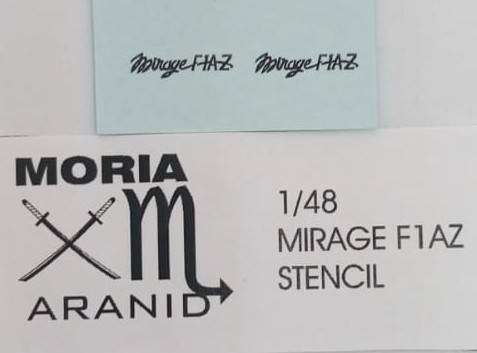 Mirage F1AZ Mirage F1AZ
MORIA
ARANID
1/48
MIRAGE F1AZ
STENCIL